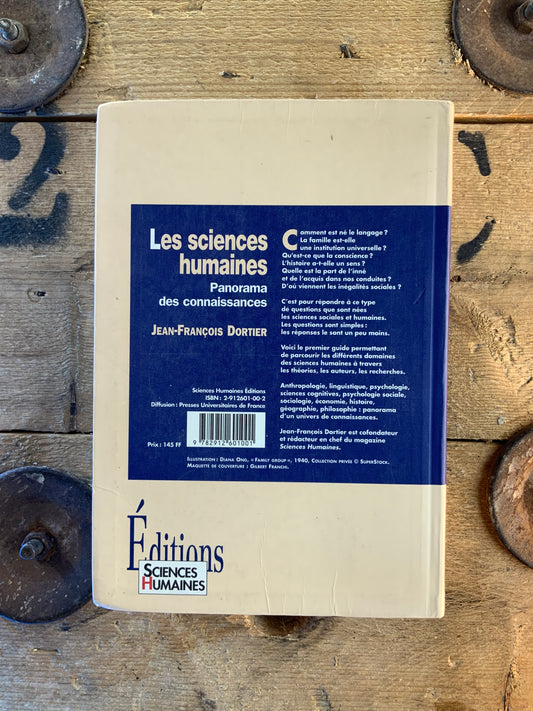 Les sciences
humaines
Panorama
des connaissances
JEAN-FRANÇOIS DORTIER
Sciences Humaines Editions
ISBN : 2-912601-00-2
Diffusion : Presses Universitaires de France
Prix : 145 FF
9 782912 601001
Comment est né le langage ?
La famille est-elle
une institution universelle ?
Qu'est-ce que la conscience ?
L'histoire a-t-elle un sens ?
Quelle est la part de l'inné
et de l'acquis dans nos conduites ?
D'où viennent les inégalités sociales ?
C'est pour répondre à ce type
de questions que sont nées
les sciences sociales et humaines.
Les questions sont simples :
les réponses le sont un peu moins.
Voici le premier guide permettant
de parcourir les différents domaines
des sciences humaines à travers
les théories, les auteurs, les recherches.
Anthropologie, linguistique, psychologie,
sciences cognitives, psychologie sociale,
sociologie, économie, histoire,
géographie, philosophie : panorama
d'un univers de connaissances.
Jean-François Dortier est cofondateur
et rédacteur en chef du magazine
Sciences Humaines.
ILLUSTRATION : DIANA ONG, « FAMILY GROUP », 1940, COLLECTION PRIVÉE © SUPERSTOCK.
MAQUETTE DE COUVERTURE : GILBERT FRANCHI.
Éditions
SCIENCES
HUMAINES
2